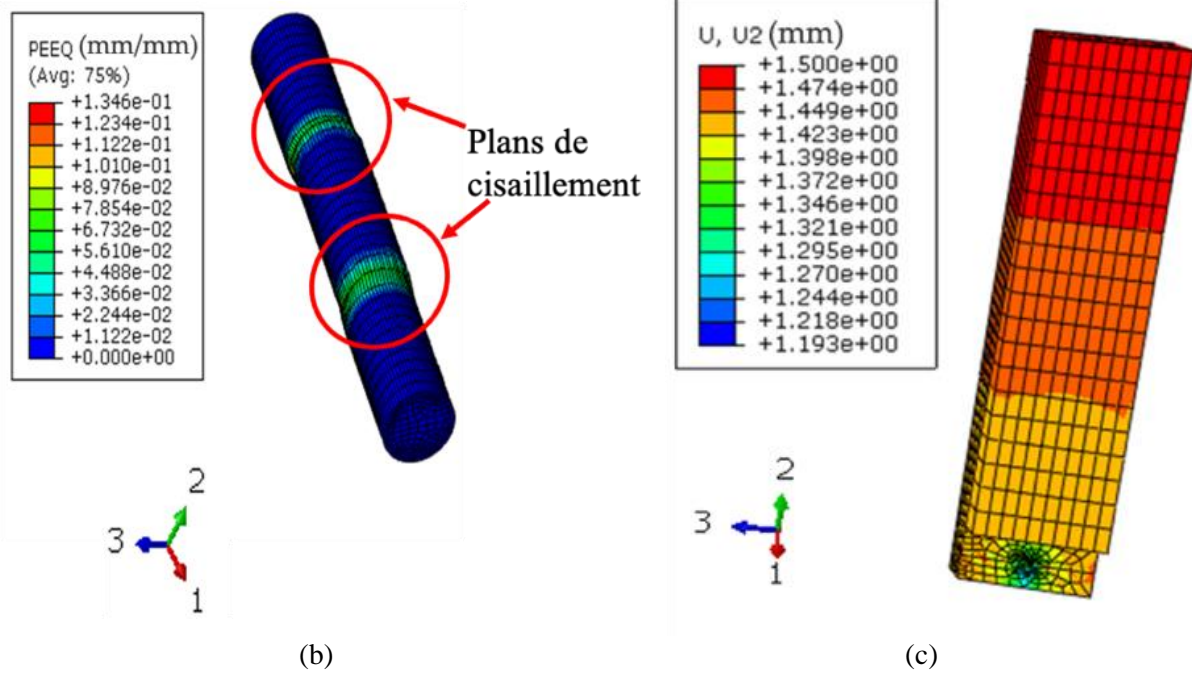 PEEQ (mm/mm)
(Avg: 75%)
+1.346e-01
+1.234e-01
+1.122e-01
+1.010e-01
+8.976e-02
+7.854e-02
+6.732e-02
+5.610e-02
+4.488e-02
+3.366e-02
+2.244e-02
+1.122e-02
+0.000e+00
Plans de
cisaillement
2
3
1
(b)
U, U2 (mm)
+1.500e+00
+1.474e+00
+1.449e+00
+1.423e+00
+1.398e+00
+1.372e+00
+1.346e+00
+1.321e+00
+1.295e+00
+1.270e+00
+1.244e+00
+1.218e+00
+1.193e+00
2
3
1
(c)